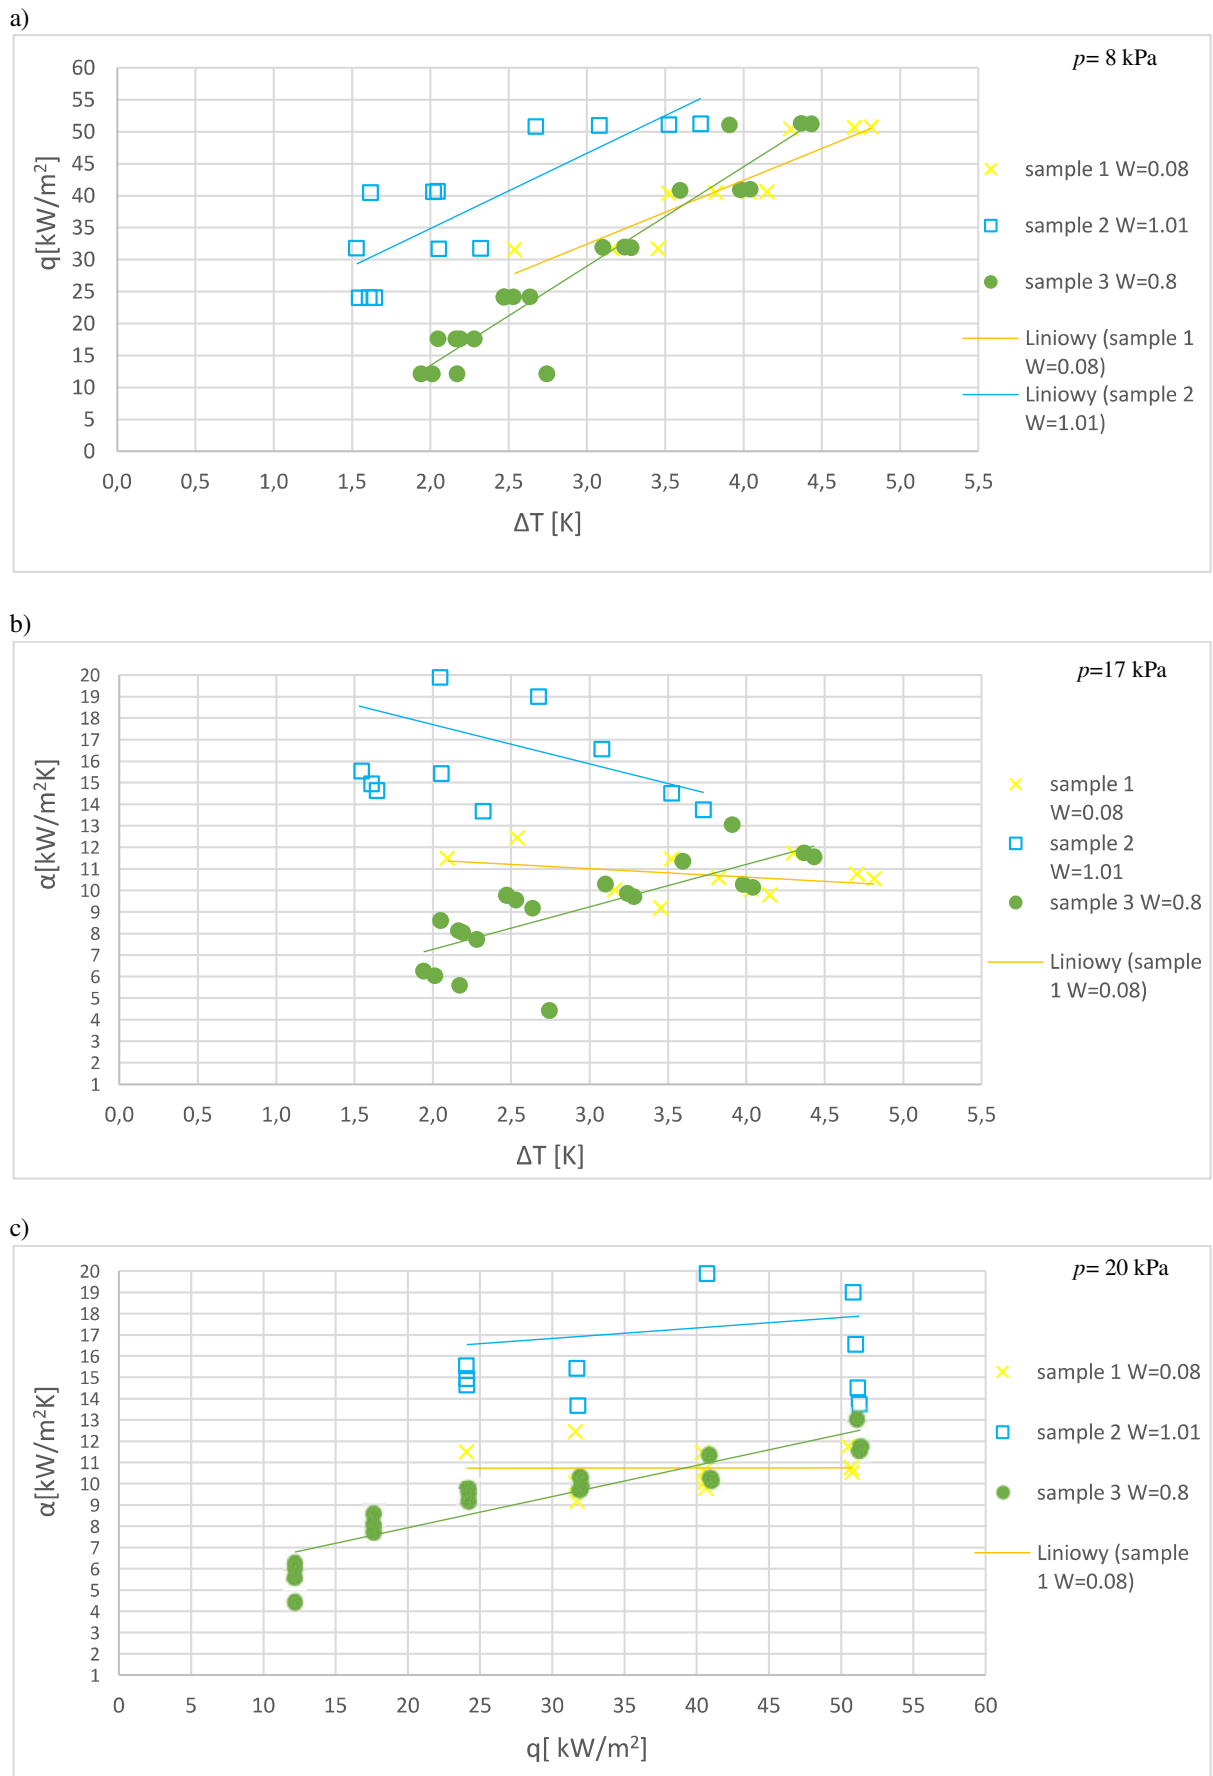 a)
p= 8 kPa
60
55
50
45
40
35
30
25
20
15
10
5
0
q[kW/m²]
0,0 0,5 1,0 1,5 2,0 2,5 3,0 3,5 4,0 4,5 5,0 5,5
ΔT [K]
sample 1 W=0.08
sample 2 W=1.01
sample 3 W=0.8
Liniowy (sample 1
W=0.08)
Liniowy (sample 2
W=1.01)
b)
p=17 kPa
20
19
18
17
16
15
14
13
12
11
10
9
8
7
6
5
4
3
2
1
α[kW/m²K]
0,0 0,5 1,0 1,5 2,0 2,5 3,0 3,5 4,0 4,5 5,0 5,5
ΔT [K]
sample 1
W=0.08
sample 2
W=1.01
sample 3 W=0.8
Liniowy (sample
1 W=0.08)
c)
p= 20 kPa
20
19
18
17
16
15
14
13
12
11
10
9
8
7
6
5
4
3
2
1
α[kW/m²K]
0 5 10 15 20 25 30 35 40 45 50 55 60
q[ kW/m²]
sample 1 W=0.08
sample 2 W=1.01
sample 3 W=0.8
Liniowy (sample
1 W=0.08)